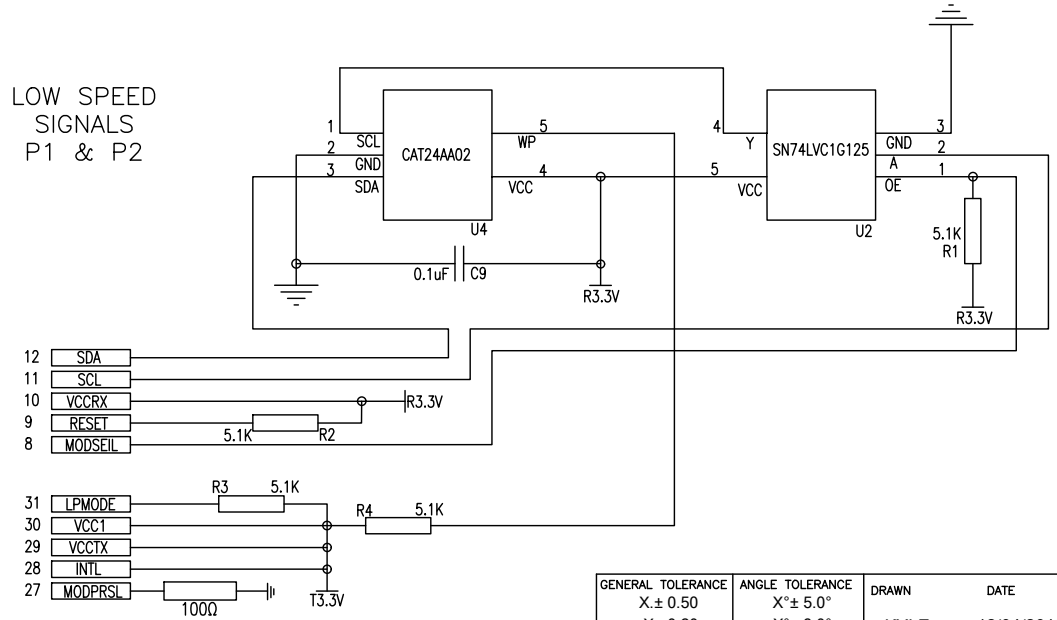 LOW SPEED
SIGNALS
P1 & P2
1
SCL
2
GND
3
SDA
CAT24AA02
5
WP
4
VCC
U4
0.1uF
C9
R3.3V
4
Y
5
VCC
SN74LVC1G125
3
GND
2
A
1
OE
U2
5.1K
R1
R3.3V
12 SDA
11 SCL
10 VCCRX
R3.3V
9 RESET
5.1K R2
8 MODSEIL
R3 5.1K
31 LPMODE
R4 5.1K
30 VCC1
29 VCCTX
28 INTL
27 MODPRSL
T3.3V
100Ω
GENERAL TOLERANCE ANGLE TOLERANCE DRAWN DATE
X.± 0.50 X°± 5.0°